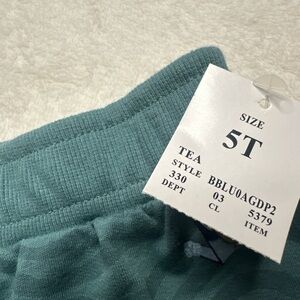 SIZE
5T
TEA
STYLE BBLU0AGDP2
330 03 5379
DEPT CL ITEM